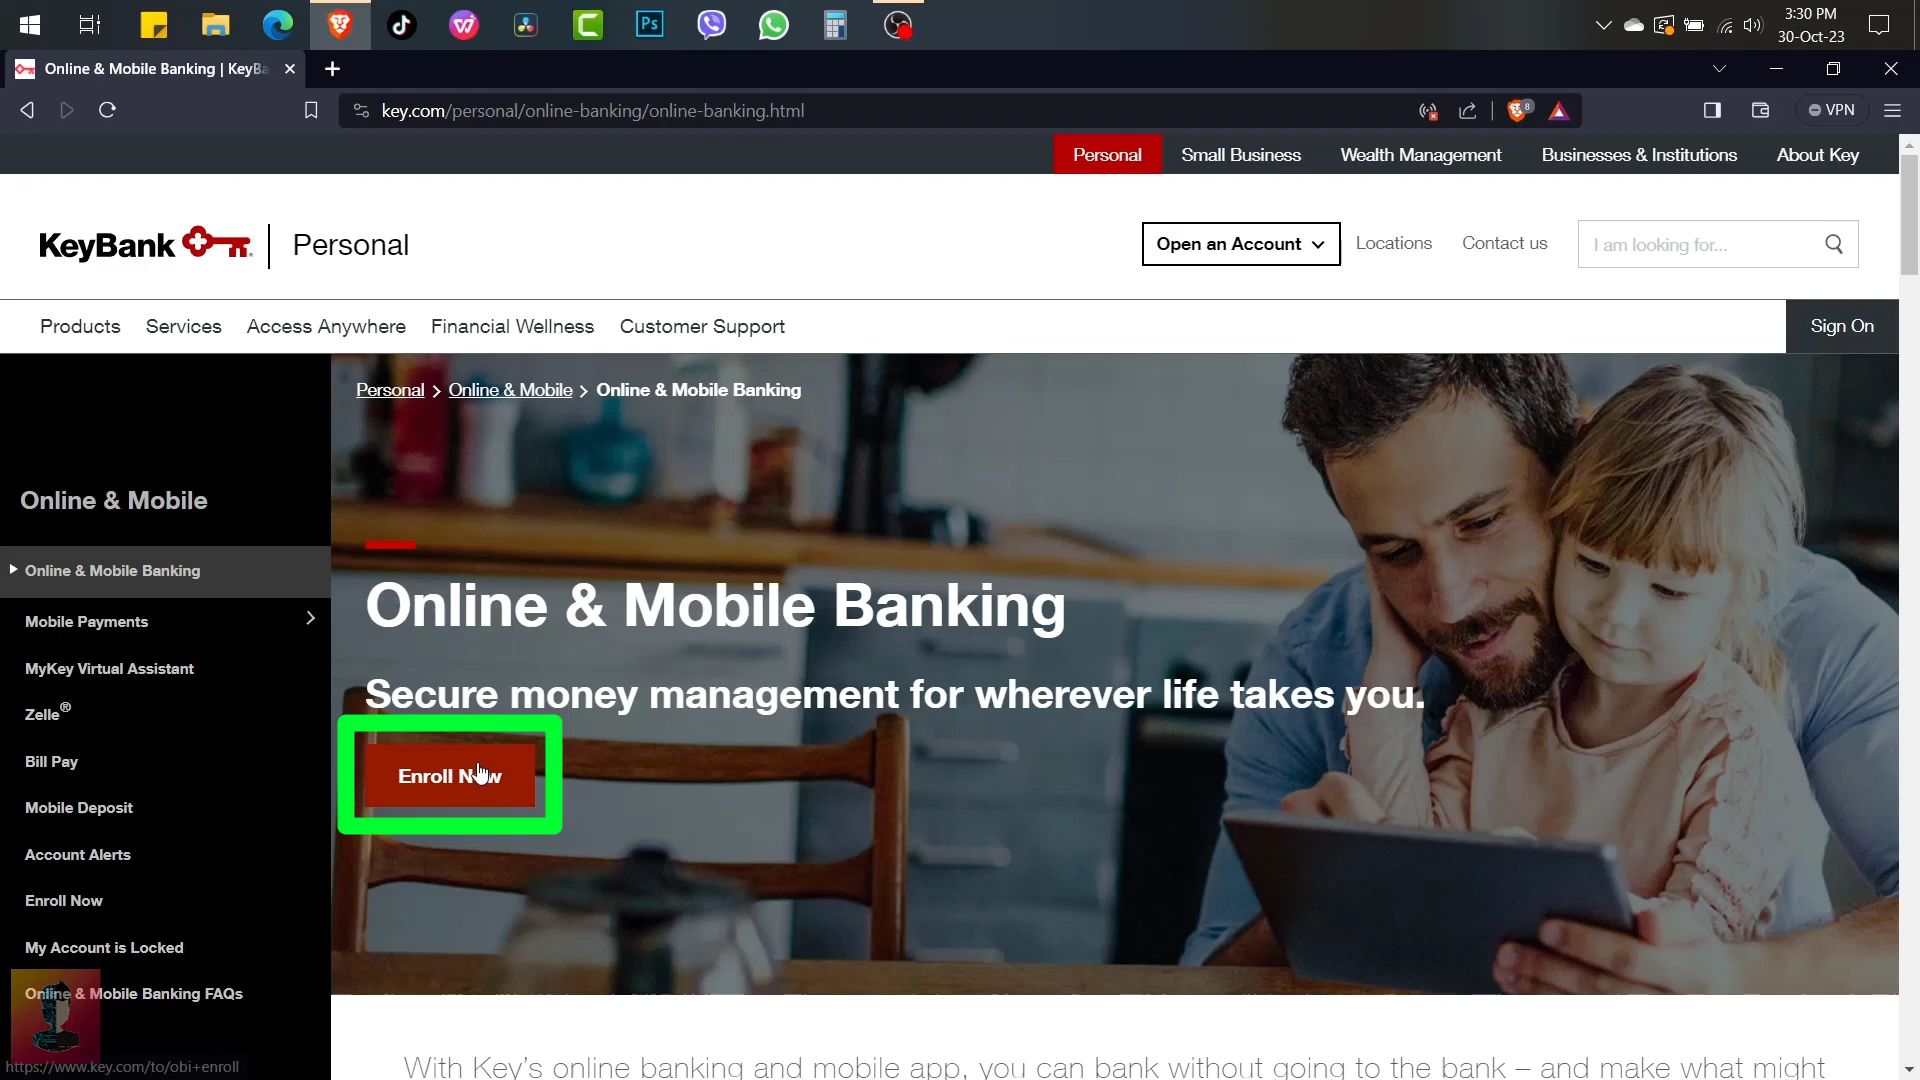 3:30 PM
30-Oct-23
Ps
Online & Mobile Banking | KeyBa
key.com/personal/online-banking/online-banking.html
8
VPN
Personal Small Business Wealth Management Businesses & Institutions About Key
KeyBank Personal
Open an Account Locations Contact us I am looking for...
Products Services Access Anywhere Financial Wellness Customer Support Sign On
Personal > Online & Mobile > Online & Mobile Banking
Online & Mobile
Online & Mobile Banking
Mobile Payments
MyKey Virtual Assistant
Zelle®
Bill Pay
Mobile Deposit
Account Alerts
Enroll Now
My Account is Locked
Online & Mobile Banking FAQs
Online & Mobile Banking
Secure money management for wherever life takes you.
Enroll Now
With Key's online banking and mobile app, you can bank without going to the bank – and make what might
https://www.key.com/to/obi+enroll